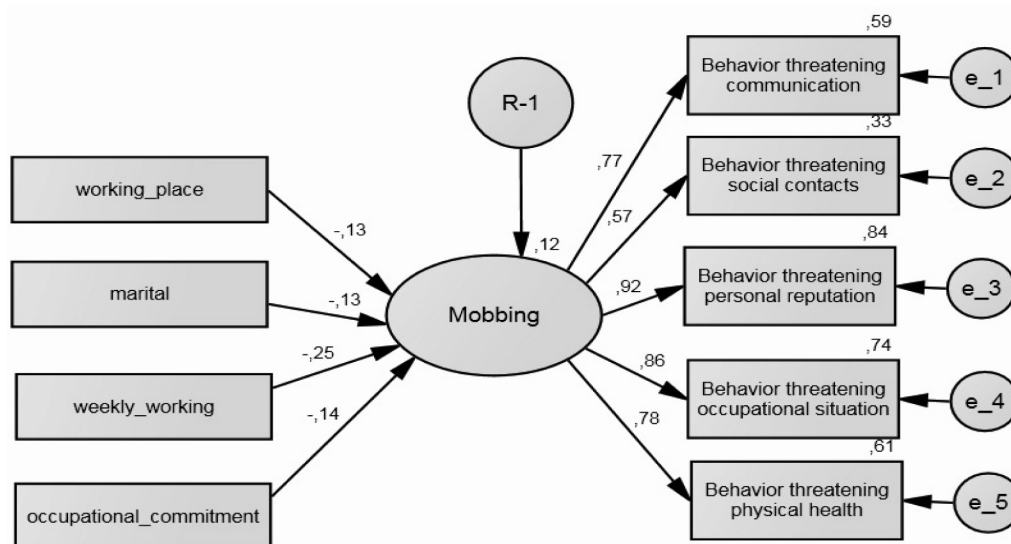 working_place
marital
weekly_working
occupational_commitment
-,13
-,13
-,25
-,14
R-1
,12
Mobbing
,77
,57
,92
,86
,78
,59
Behavior threatening
communication
e_1
,33
Behavior threatening
social contacts
e_2
,84
Behavior threatening
personal reputation
e_3
,74
Behavior threatening
occupational situation
e_4
,61
Behavior threatening
physical health
e_5